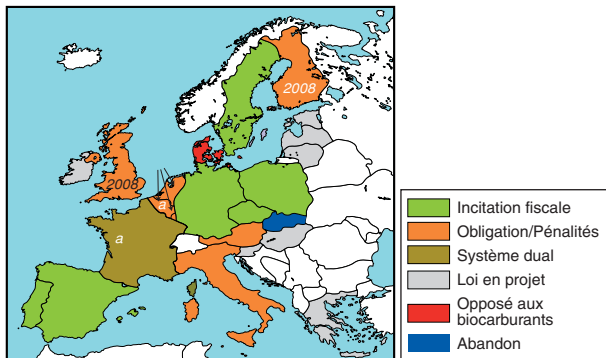 2008
2008
a
a
Incitation fiscale
Obligation/Pénalités
Système dual
Loi en projet
Opposé aux
biocarburants
Abandon